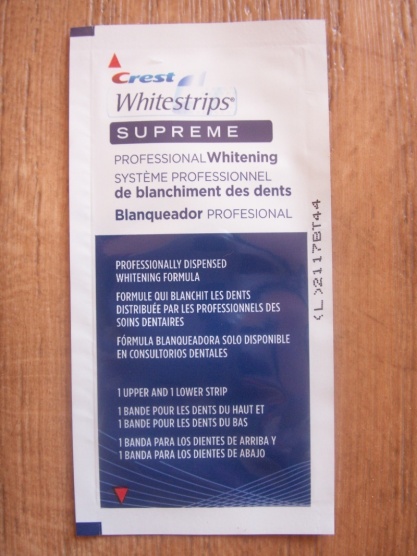 Crest
Whitestrips®
SUPREME
PROFESSIONAL Whitening
SYSTÈME PROFESSIONNEL
de blanchiment des dents
Blanqueador PROFESIONAL
PROFESSIONALLY DISPENSED
WHITENING FORMULA
FORMULE QUI BLANCHIT LES DENTS
DISTRIBUÉE PAR LES PROFESSIONNELS DES
SOINS DENTAIRES
FÓRMULA BLANQUEADORA SOLO DISPONIBLE
EN CONSULTORIOS DENTALES
1 UPPER AND 1 LOWER STRIP
1 BANDE POUR LES DENTS DU HAUT ET
1 BANDE POUR LES DENTS DU BAS
1 BANDA PARA LOS DIENTES DE ARRIBA Y
1 BANDA PARA LOS DIENTES DE ABAJO
(L)2117BT44